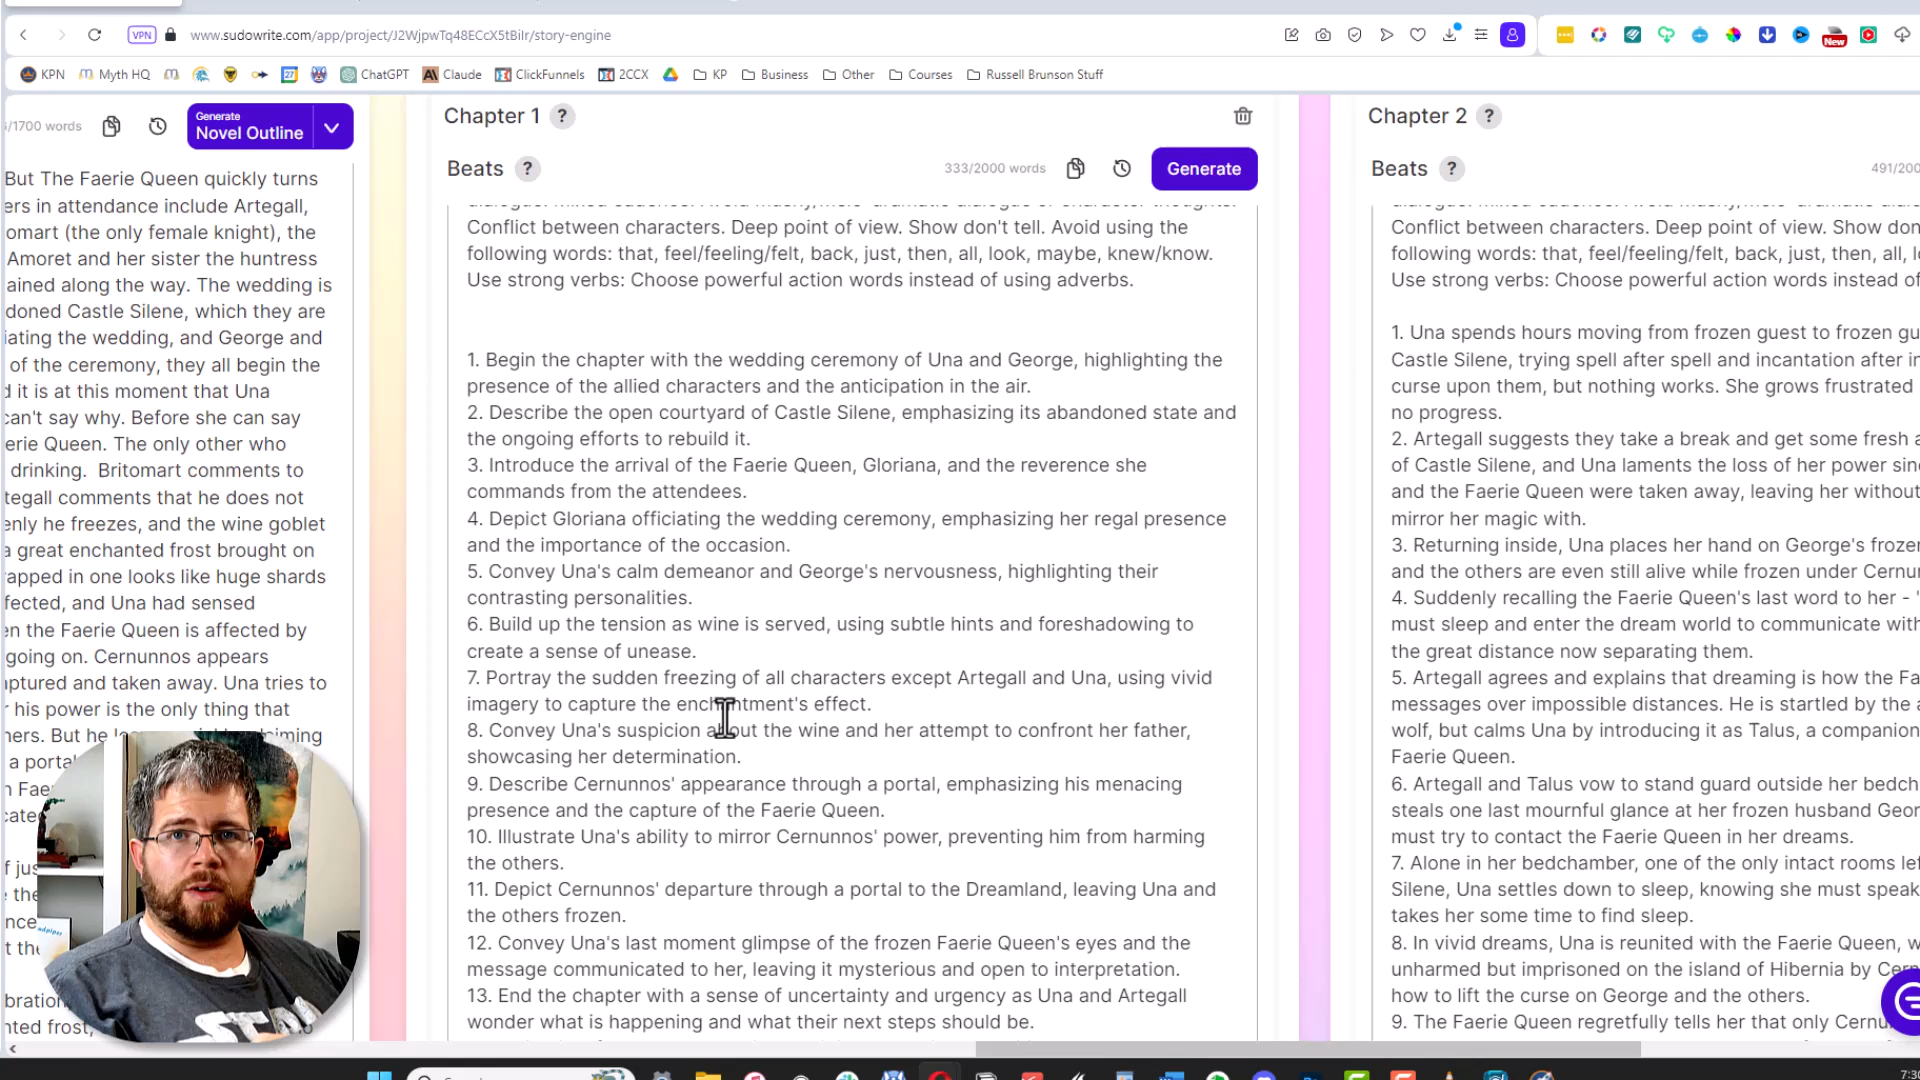 VPN www.sudowrite.com/app/project/J2WjpwTq48ECcX5tBiIr/story-engine
New
KPN Myth HQ 27 ChatGPT Claude ClickFunnels 2CCX KP Business Other Courses Russell Brunson Stuff
/1700 words
Generate
Novel Outline
But The Faerie Queen quickly turns
ers in attendance include Artegall,
omart (the only female knight), the
Amoret and her sister the huntress
ained along the way. The wedding is
doned Castle Silene, which they are
iating the wedding, and George and
of the ceremony, they all begin the
d it is at this moment that Una
can't say why. Before she can say
erie Queen. The only other who
drinking. Britomart comments to
tegall comments that he does not
enly he freezes, and the wine goblet
a great enchanted frost brought on
rapped in one looks like huge shards
fected, and Una had sensed
en the Faerie Queen is affected by
going on. Cernunnos appears
aptured and taken away. Una tries to
his power is the only thing that
ners. But he
a porta
Chapter 1 ?
Beats ?
333/2000 words
Generate
Conflict between characters. Deep point of view. Show don't tell. Avoid using the
following words: that, feel/feeling/felt, back, just, then, all, look, maybe, knew/know.
Use strong verbs: Choose powerful action words instead of using adverbs.
1. Begin the chapter with the wedding ceremony of Una and George, highlighting the
presence of the allied characters and the anticipation in the air.
2. Describe the open courtyard of Castle Silene, emphasizing its abandoned state and
the ongoing efforts to rebuild it.
3. Introduce the arrival of the Faerie Queen, Gloriana, and the reverence she
commands from the attendees.
4. Depict Gloriana officiating the wedding ceremony, emphasizing her regal presence
and the importance of the occasion.
5. Convey Una's calm demeanor and George's nervousness, highlighting their
contrasting personalities.
6. Build up the tension as wine is served, using subtle hints and foreshadowing to
create a sense of unease.
7. Portray the sudden freezing of all characters except Artegall and Una, using vivid
imagery to capture the enchantment's effect.
8. Convey Una's suspicion about the wine and her attempt to confront her father,
showcasing her determination.
9. Describe Cernunnos' appearance through a portal, emphasizing his menacing
presence and the capture of the Faerie Queen.
10. Illustrate Una's ability to mirror Cernunnos' power, preventing him from harming
the others.
11. Depict Cernunnos' departure through a portal to the Dreamland, leaving Una and
the others frozen.
12. Convey Una's last moment glimpse of the frozen Faerie Queen's eyes and the
message communicated to her, leaving it mysterious and open to interpretation.
13. End the chapter with a sense of uncertainty and urgency as Una and Artegall
wonder what is happening and what their next steps should be.
Chapter 2 ?
Beats ?
491/200
Conflict between characters. Deep point of view. Show don
following words: that, feel/feeling/felt, back, just, then, all, lo
Use strong verbs: Choose powerful action words instead of
1. Una spends hours moving from frozen guest to frozen gu
Castle Silene, trying spell after spell and incantation after in
curse upon them, but nothing works. She grows frustrated
no progress.
2. Artegall suggests they take a break and get some fresh a
of Castle Silene, and Una laments the loss of her power sin
and the Faerie Queen were taken away, leaving her without
mirror her magic with.
3. Returning inside, Una places her hand on George's froze
and the others are even still alive while frozen under Cernu
4. Suddenly recalling the Faerie Queen's last word to her - '
must sleep and enter the dream world to communicate with
the great distance now separating them.
5. Artegall agrees and explains that dreaming is how the Fa
messages over impossible distances. He is startled by the a
wolf, but calms Una by introducing it as Talus, a companion
Faerie Queen.
6. Artegall and Talus vow to stand guard outside her bedch
steals one last mournful glance at her frozen husband Geor
must try to contact the Faerie Queen in her dreams.
7. Alone in her bedchamber, one of the only intact rooms lef
Silene, Una settles down to sleep, knowing she must speak
takes her some time to find sleep.
8. In vivid dreams, Una is reunited with the Faerie Queen, w
unharmed but imprisoned on the island of Hibernia by Cern
how to lift the curse on George and the others.
9. The Faerie Queen regretfully tells her that only Cernu
7:30